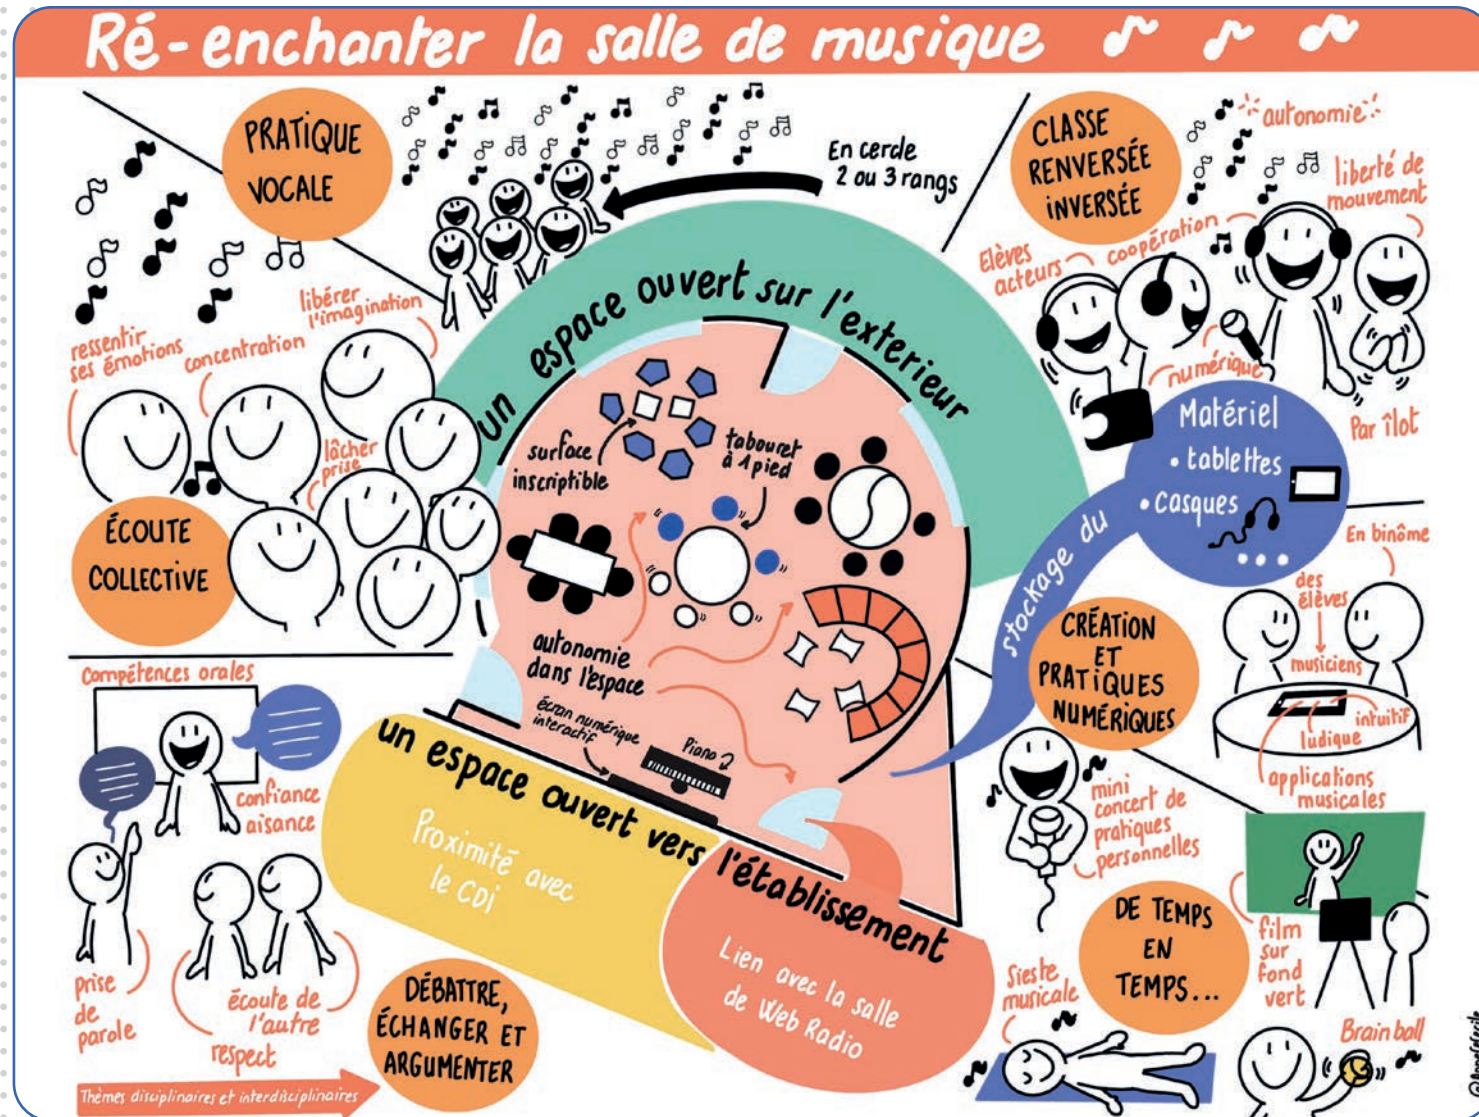 Ré-enchanter la salle de musique
PRATIQUE
VOCALE
En cercle
2 ou 3 rangs
CLASSE
RENVERSÉE
INVERSÉE
autonomie
liberté de
mouvement
coopération
Elèves
acteurs
numérique
Par îlot
libérer
l'imagination
ressentir
ses émotions
concentration
lâcher
prise
ÉCOUTE
COLLECTIVE
un espace ouvert sur l'exterieur
surface
inscriptible
tabouret
à 1 pied
autonomie
dans l'espace
écran numérique
interactif
Piano
stockage du
Matériel
• tablettes
• casques
...
En binôme
des
élèves
musiciens
intuitif
ludique
applications
musicales
CRÉATION
ET
PRATIQUES
NUMÉRIQUES
mini
concert de
pratiques
personnelles
Compétences orales
confiance
aisance
prise
de
parole
écoute de
l'autre
respect
DÉBATTRE,
ÉCHANGER ET
ARGUMENTER
Thèmes disciplinaires et interdisciplinaires
un espace ouvert vers l'établissement
Proximité avec
le CDI
Lien avec la salle
de Web Radio
DE TEMPS
EN
TEMPS...
film
sur
fond
vert
Sieste
musicale
Brain ball